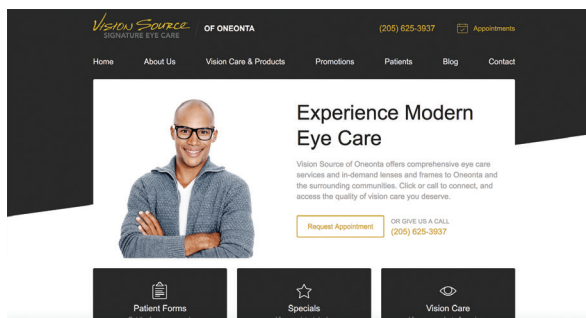 VISION SOURCE
SIGNATURE EYE CARE
OF ONEONTA
(205) 625-3937
Appointments
Home About Us Vision Care & Products Promotions Patients Blog Contact
Experience Modern
Eye Care
Vision Source of Oneonta offers comprehensive eye care
services and in-demand lenses and frames to Oneonta and
the surrounding communities. Click or call to connect, and
access the quality of vision care you deserve.
Request Appointment
OR GIVE US A CALL
(205) 625-3937
Patient Forms
Specials
Vision Care